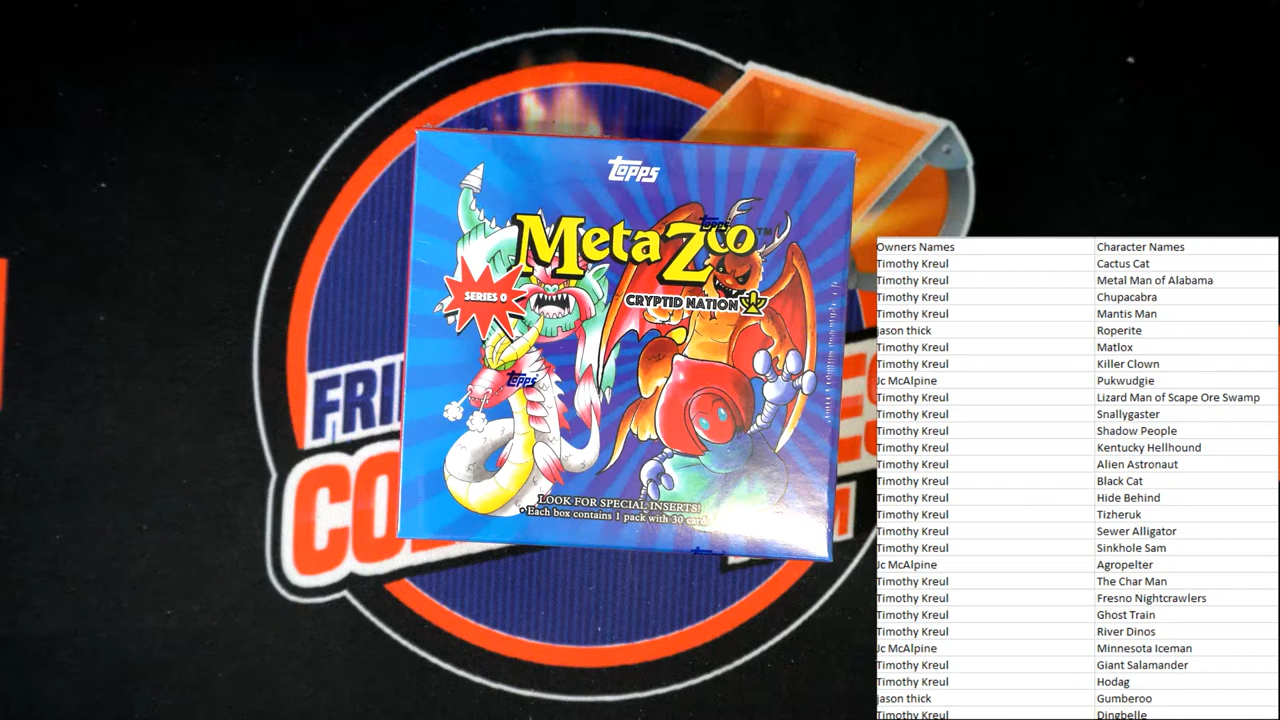 Topps
MetaZoo™
SERIES 0
CRYPTID NATION
Topps
Topps
LOOK FOR SPECIAL INSERTS!
• Each box contains 1 pack with 30 card
FRI
CO
ES
M
Owners Names Character Names
Timothy Kreul Cactus Cat
Timothy Kreul Metal Man of Alabama
Timothy Kreul Chupacabra
Timothy Kreul Mantis Man
jason thick Roperite
Timothy Kreul Matlox
Timothy Kreul Killer Clown
Jc McAlpine Pukwudgie
Timothy Kreul Lizard Man of Scape Ore Swamp
Timothy Kreul Snallygaster
Timothy Kreul Shadow People
Timothy Kreul Kentucky Hellhound
Timothy Kreul Alien Astronaut
Timothy Kreul Black Cat
Timothy Kreul Hide Behind
Timothy Kreul Tizheruk
Timothy Kreul Sewer Alligator
Timothy Kreul Sinkhole Sam
Jc McAlpine Agropelter
Timothy Kreul The Char Man
Timothy Kreul Fresno Nightcrawlers
Timothy Kreul Ghost Train
Timothy Kreul River Dinos
Jc McAlpine Minnesota Iceman
Timothy Kreul Giant Salamander
Timothy Kreul Hodag
jason thick Gumberoo
Timothy Kreul Dingbelle